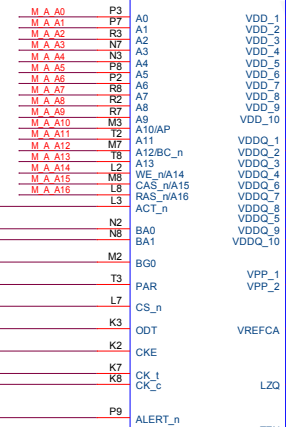 M_A_A0 P3 A0 VDD_1
M_A_A1 P7 A1 VDD_2
M_A_A2 R3 A2 VDD_3
M_A_A3 N7 A3 VDD_4
M_A_A4 N3 A4 VDD_5
M_A_A5 P8 A5 VDD_6
M_A_A6 P2 A6 VDD_7
M_A_A7 R8 A7 VDD_8
M_A_A8 R2 A8 VDD_9
M_A_A9 R7 A9 VDD_10
M_A_A10 M3 A10/AP
M_A_A11 T2 A11 VDDQ_1
M_A_A12 M7 A12/BC_n VDDQ_2
M_A_A13 T8 A13 VDDQ_3
M_A_A14 L2 WE_n/A14 VDDQ_4
M_A_A15 M8 CAS_n/A15 VDDQ_6
M_A_A16 L8 RAS_n/A16 VDDQ_7
L3 ACT_n VDDQ_8
VDDQ_5
N2 BA0 VDDQ_9
N8 BA1 VDDQ_10
M2 BG0
VPP_1
T3 PAR VPP_2
L7 CS_n
K3 ODT VREFCA
K2 CKE
K7 CK_t
K8 CK_c LZQ
P9 ALERT_n